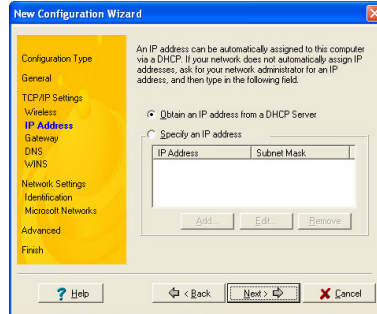 New Configuration Wizard
Configuration Type
General
TCP/IP Settings
Wireless
IP Address
Gateway
DNS
WINS
Network Settings
Identification
Microsoft Networks
Advanced
Finish
An IP address can be automatically assigned to this computer
via a DHCP. If your network does not automatically assign IP
addresses, ask for your network administrator for an IP
address, and then type in the following field.
Obtain an IP address from a DHCP Server
Specify an IP address
IP Address Subnet Mask
Add... Edit... Remove
Help < Back Next > Cancel